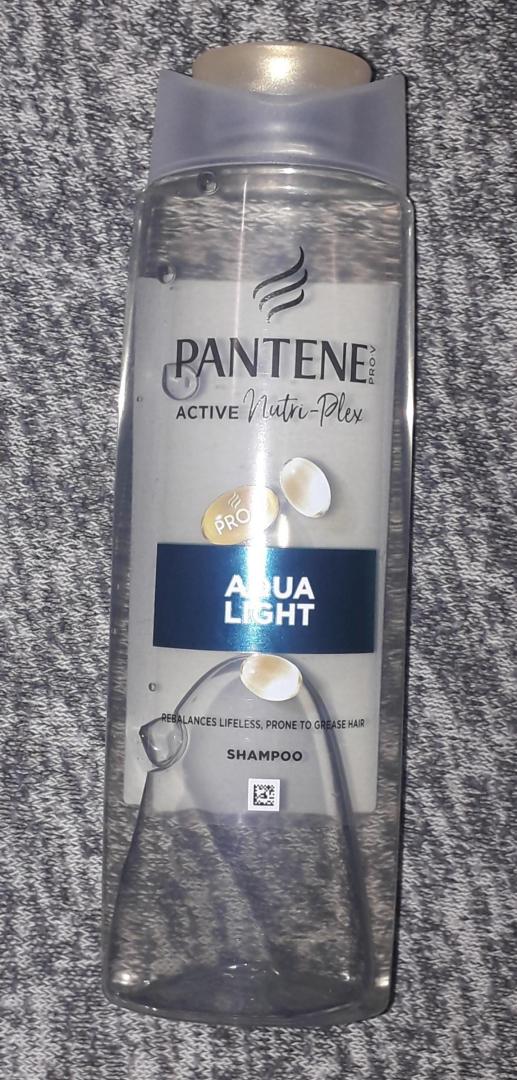 PANTENE PRO V
ACTIVE Nutri-Plex
PRO
AQUA
LIGHT
REBALANCES LIFELESS, PRONE TO GREASE HAIR
SHAMPOO